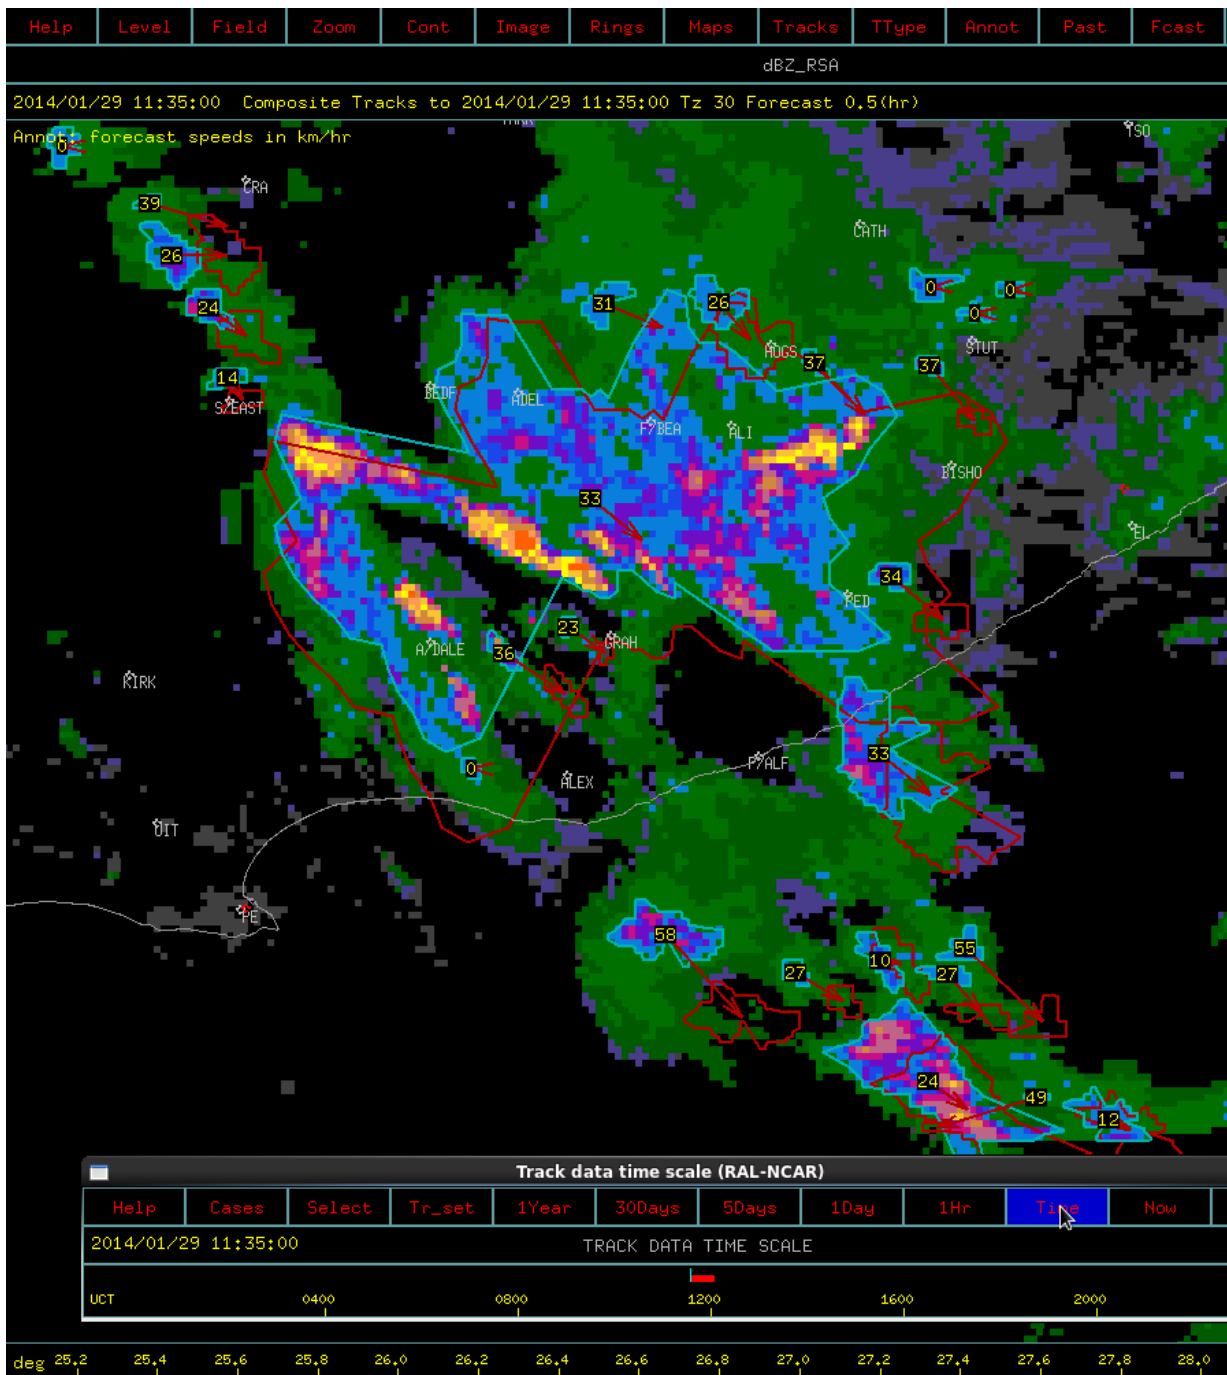 Help Level Field Zoom Cont Image Rings Maps Tracks TType Annot Past Fcast
dBZ_RSA
2014/01/29 11:35:00 Composite Tracks to 2014/01/29 11:35:00 Tz 30 Forecast 0.5(hr)
Annot: forecast speeds in km/hr
TSO
0
CRA
39
CATH
26
0
0
31
26
24
0
HOGS
STUT
37
37
14
BEDF
ADEL
S/EAST
F/BEA
ALI
BISHO
33
EL
34
PED
23
GRAH
A/DALE
36
KIRK
33
P/ALF
0
ALEX
UIT
PE
58
55
10
27
27
24
49
12
Track data time scale (RAL-NCAR)
Help Cases Select Tr_set 1Year 30Days 5Days 1Day 1Hr Time Now
2014/01/29 11:35:00 TRACK DATA TIME SCALE
UCT 0400 0800 1200 1600 2000
deg 25.2 25.4 25.6 25.8 26.0 26.2 26.4 26.6 26.8 27.0 27.2 27.4 27.6 27.8 28.0